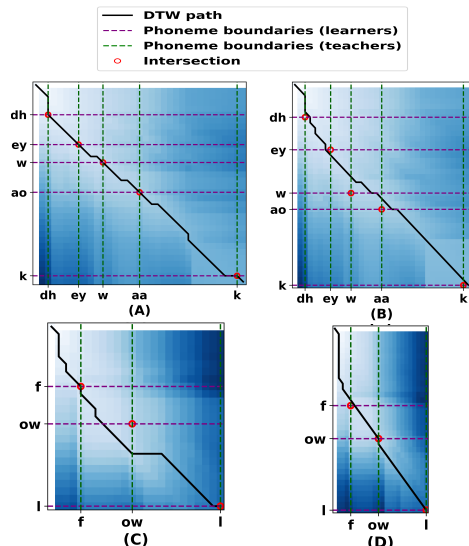 DTW path
Phoneme boundaries (learners)
Phoneme boundaries (teachers)
Intersection
dh
ey
w
ao
k
dh ey w aa k
(A)
dh
ey
w
ao
k
dh ey w aa k
(B)
f
ow
l
f ow l
(C)
f
ow
l
f ow l
(D)